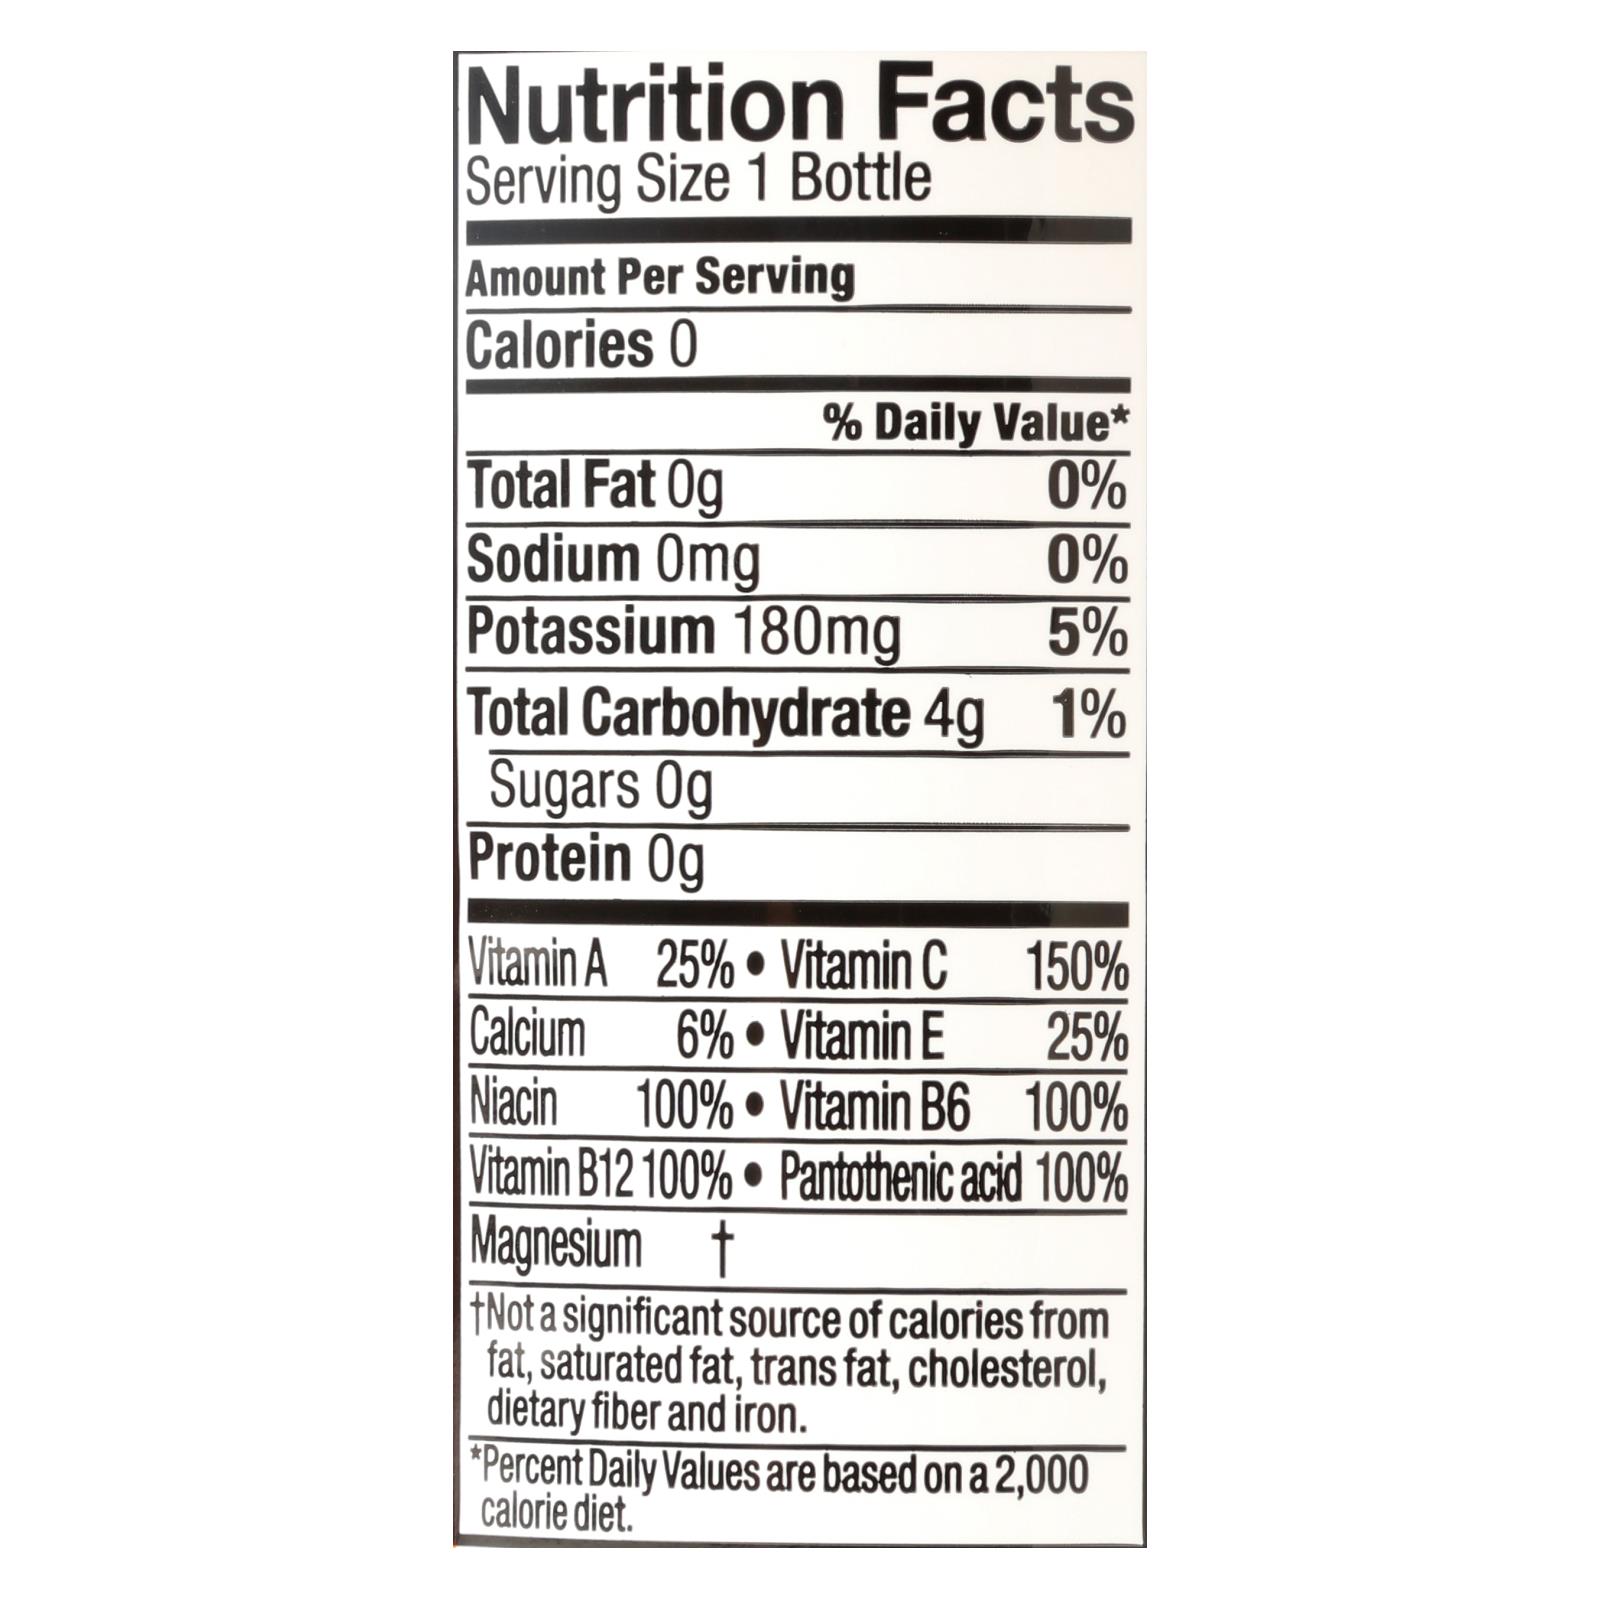 Nutrition Facts
Serving Size 1 Bottle
Amount Per Serving
Calories 0
% Daily Value*
Total Fat 0g 0%
Sodium 0mg 0%
Potassium 180mg 5%
Total Carbohydrate 4g 1%
Sugars 0g
Protein 0g
Vitamin A 25% • Vitamin C 150%
Calcium 6% • Vitamin E 25%
Niacin 100% • Vitamin B6 100%
Vitamin B12 100% • Pantothenic acid 100%
Magnesium †
†Not a significant source of calories from
fat, saturated fat, trans fat, cholesterol,
dietary fiber and iron.
*Percent Daily Values are based on a 2,000
calorie diet.